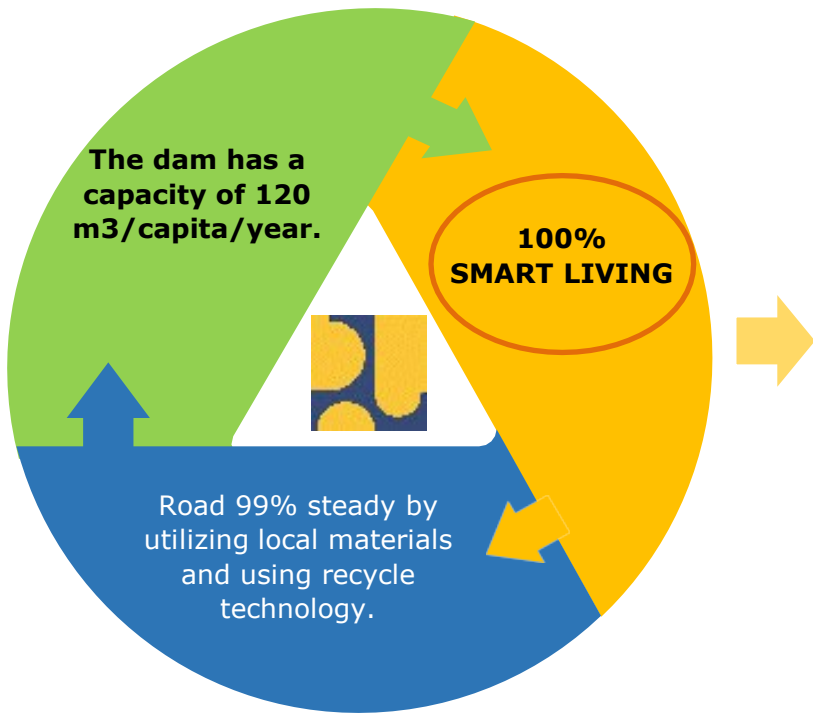 The dam has a
capacity of 120
m3/capita/year.
100%
SMART LIVING
Road 99% steady by
utilizing local materials
and using recycle
technology.